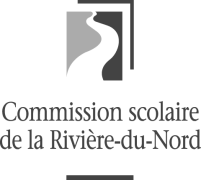 Commission scolaire
de la Rivière-du-Nord